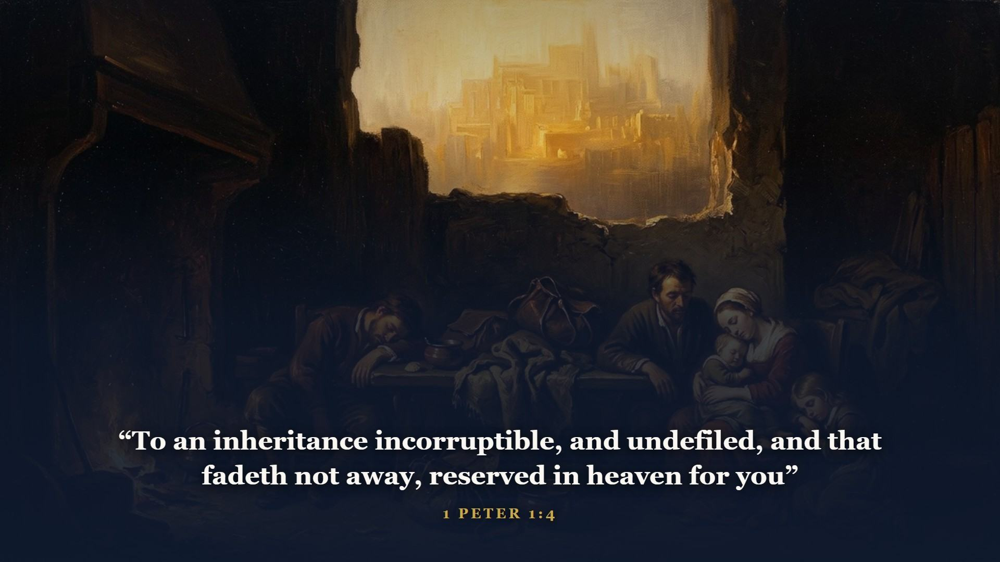 “To an inheritance incorruptible, and undefiled, and that
fadeth not away, reserved in heaven for you”
1 PETER 1:4